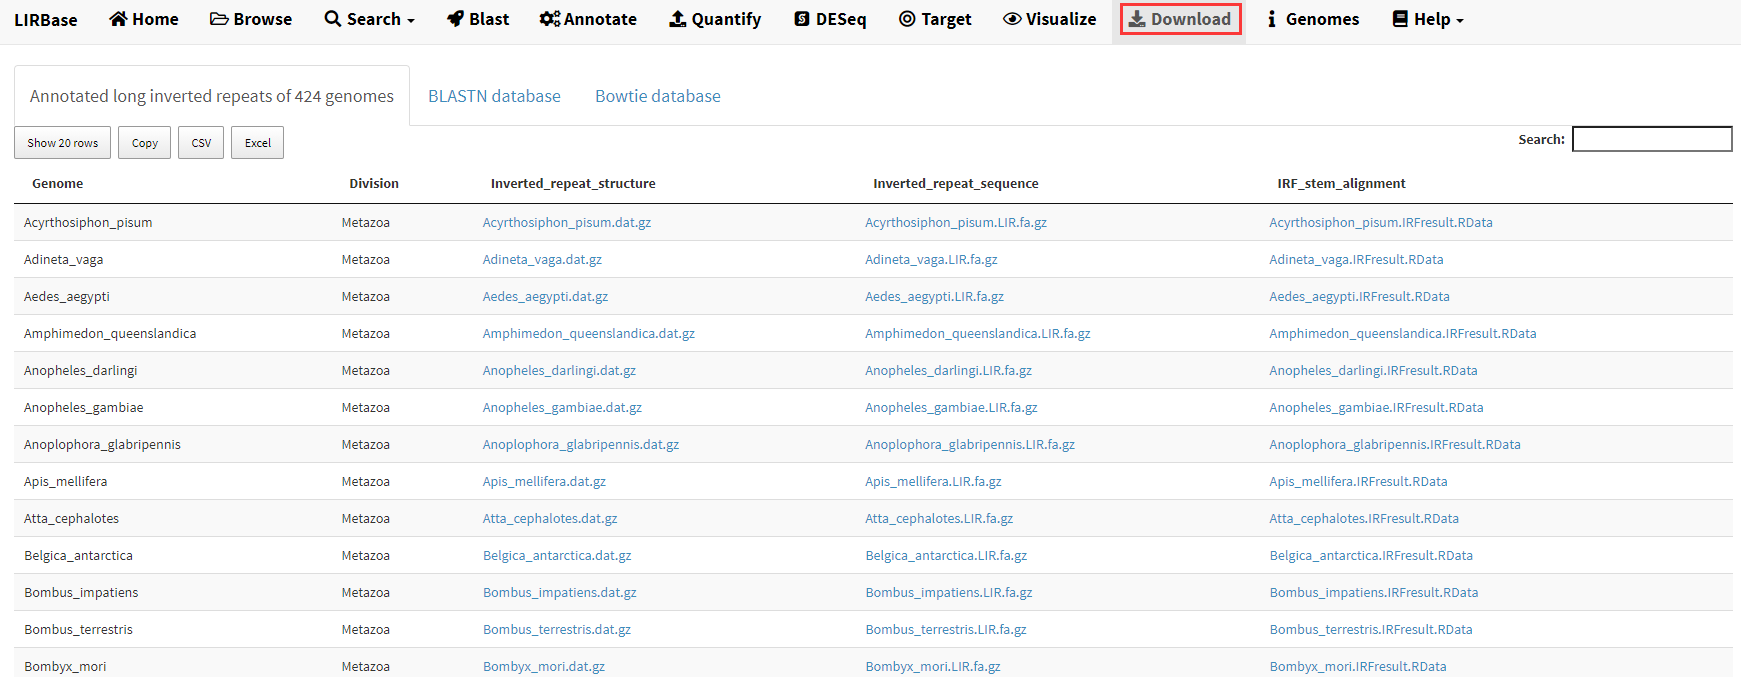 LIRBase Home Browse Search Blast Annotate Quantify DESeq Target Visualize Download Genomes Help
Annotated long inverted repeats of 424 genomes BLASTN database Bowtie database
Show 20 rows Copy CSV Excel Search:
Genome Division Inverted_repeat_structure Inverted_repeat_sequence IRF_stem_alignment
Acyrthosiphon_pisum Metazoa Acyrthosiphon_pisum.dat.gz Acyrthosiphon_pisum.LIR.fa.gz Acyrthosiphon_pisum.IRFresult.RData
Adineta_vaga Metazoa Adineta_vaga.dat.gz Adineta_vaga.LIR.fa.gz Adineta_vaga.IRFresult.RData
Aedes_aegypti Metazoa Aedes_aegypti.dat.gz Aedes_aegypti.LIR.fa.gz Aedes_aegypti.IRFresult.RData
Amphimedon_queenslandica Metazoa Amphimedon_queenslandica.dat.gz Amphimedon_queenslandica.LIR.fa.gz Amphimedon_queenslandica.IRFresult.RData
Anopheles_darlingi Metazoa Anopheles_darlingi.dat.gz Anopheles_darlingi.LIR.fa.gz Anopheles_darlingi.IRFresult.RData
Anopheles_gambiae Metazoa Anopheles_gambiae.dat.gz Anopheles_gambiae.LIR.fa.gz Anopheles_gambiae.IRFresult.RData
Anoplophora_glabripennis Metazoa Anoplophora_glabripennis.dat.gz Anoplophora_glabripennis.LIR.fa.gz Anoplophora_glabripennis.IRFresult.RData
Apis_mellifera Metazoa Apis_mellifera.dat.gz Apis_mellifera.LIR.fa.gz Apis_mellifera.IRFresult.RData
Atta_cephalotes Metazoa Atta_cephalotes.dat.gz Atta_cephalotes.LIR.fa.gz Atta_cephalotes.IRFresult.RData
Belgica_antarctica Metazoa Belgica_antarctica.dat.gz Belgica_antarctica.LIR.fa.gz Belgica_antarctica.IRFresult.RData
Bombus_impatiens Metazoa Bombus_impatiens.dat.gz Bombus_impatiens.LIR.fa.gz Bombus_impatiens.IRFresult.RData
Bombus_terrestris Metazoa Bombus_terrestris.dat.gz Bombus_terrestris.LIR.fa.gz Bombus_terrestris.IRFresult.RData
Bombyx_mori Metazoa Bombyx_mori.dat.gz Bombyx_mori.LIR.fa.gz Bombyx_mori.IRFresult.RData